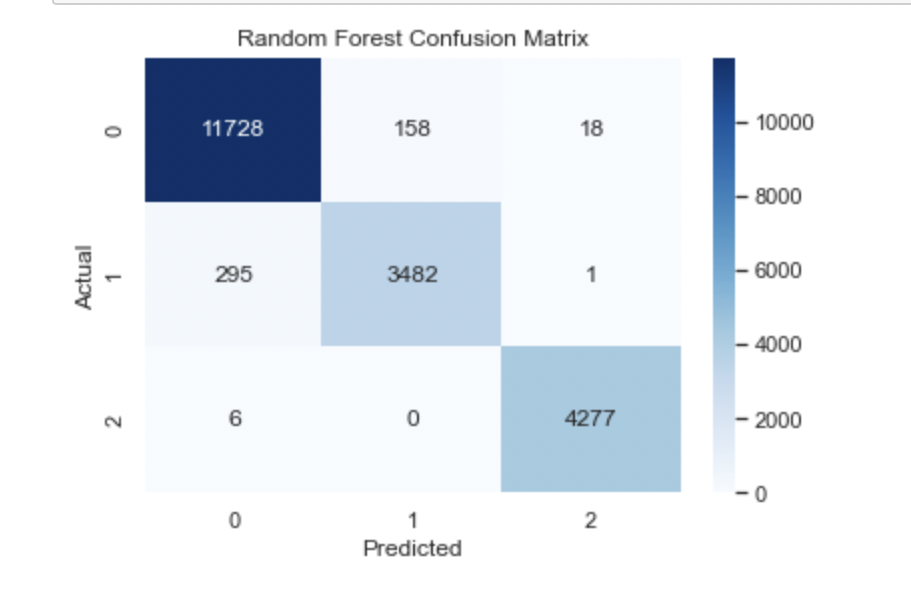 Random Forest Confusion Matrix
0
11728 158 18
10000
8000
Actual
1
295 3482 1
6000
4000
2
6 0 4277
2000
0
0 1 2
Predicted